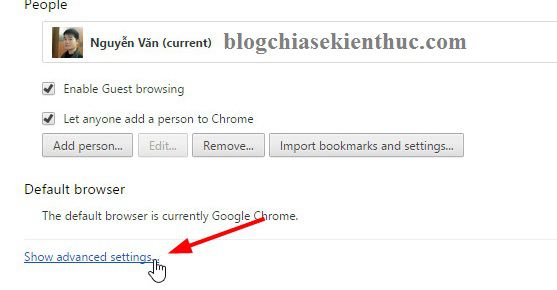 People
Nguyễn Văn (current) blogchiasekienthuc.com
Enable Guest browsing
Let anyone add a person to Chrome
Add person... Edit... Remove... Import bookmarks and settings...
Default browser
The default browser is currently Google Chrome.
Show advanced settings...